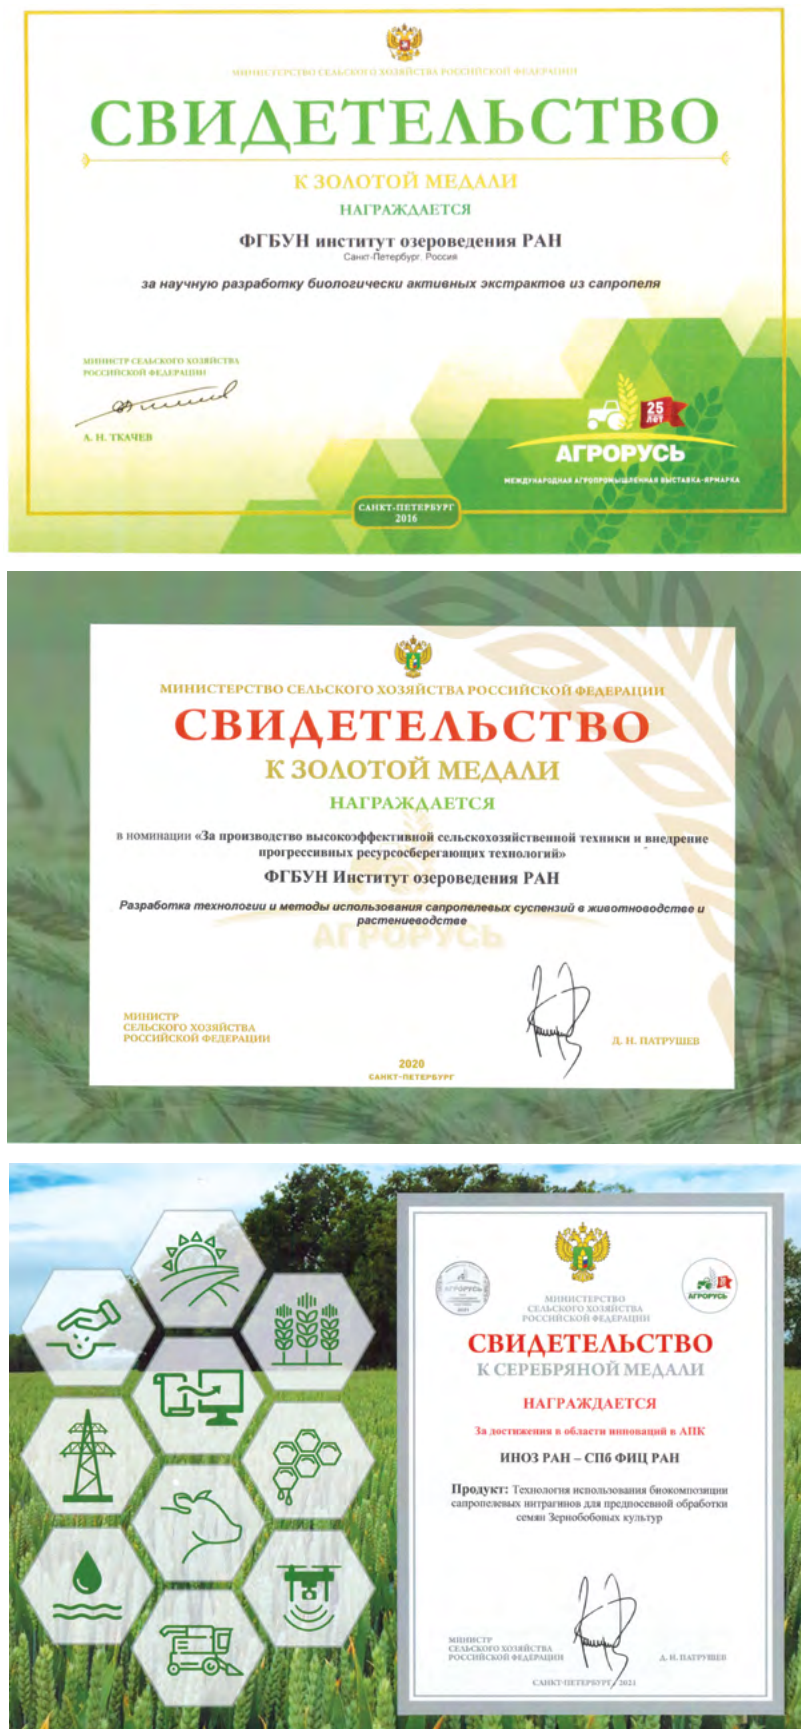 МИНИСТЕРСТВО СЕЛЬСКОГО ХОЗЯЙСТВА РОССИЙСКОЙ ФЕДЕРАЦИИ
СВИДЕТЕЛЬСТВО
К ЗОЛОТОЙ МЕДАЛИ
НАГРАЖДАЕТСЯ
ФГБУН институт озероведения РАН
Санкт-Петербург, Россия
за научную разработку биологически активных экстрактов из сапропеля
МИНИСТР СЕЛЬСКОГО ХОЗЯЙСТВА
РОССИЙСКОЙ ФЕДЕРАЦИИ
А. Н. ТКАЧЕВ
25
ЛЕТ
АГРОРУСЬ
МЕЖДУНАРОДНАЯ АГРОПРОМЫШЛЕННАЯ ВЫСТАВКА-ЯРМАРКА
САНКТ-ПЕТЕРБУРГ
2016
МИНИСТЕРСТВО СЕЛЬСКОГО ХОЗЯЙСТВА РОССИЙСКОЙ ФЕДЕРАЦИИ
СВИДЕТЕЛЬСТВО
К ЗОЛОТОЙ МЕДАЛИ
НАГРАЖДАЕТСЯ
в номинации «За производство высокоэффективной сельскохозяйственной техники и внедрение
прогрессивных ресурсосберегающих технологий»
ФГБУН Институт озероведения РАН
Разработка технологии и методы использования сапропелевых суспензий в животноводстве и
растениеводстве
АГРОРУСЬ
МИНИСТР
СЕЛЬСКОГО ХОЗЯЙСТВА
РОССИЙСКОЙ ФЕДЕРАЦИИ
Д. Н. ПАТРУШЕВ
2020
САНКТ-ПЕТЕРБУРГ
АГРОРУСЬ
АГРОРУСЬ
МИНИСТЕРСТВО
СЕЛЬСКОГО ХОЗЯЙСТВА
РОССИЙСКОЙ ФЕДЕРАЦИИ
СВИДЕТЕЛЬСТВО
К СЕРЕБРЯНОЙ МЕДАЛИ
НАГРАЖДАЕТСЯ
За достижения в области инноваций в АПК
ИНОЗ РАН – СПб ФИЦ РАН
Продукт: Технология использования биокомпозиции
сапропелевых нитрагинов для предпосевной обработки
семян Зернобобовых культур
МИНИСТР
СЕЛЬСКОГО ХОЗЯЙСТВА
РОССИЙСКОЙ ФЕДЕРАЦИИ
Д. Н. ПАТРУШЕВ
САНКТ-ПЕТЕРБУРГ, 2021